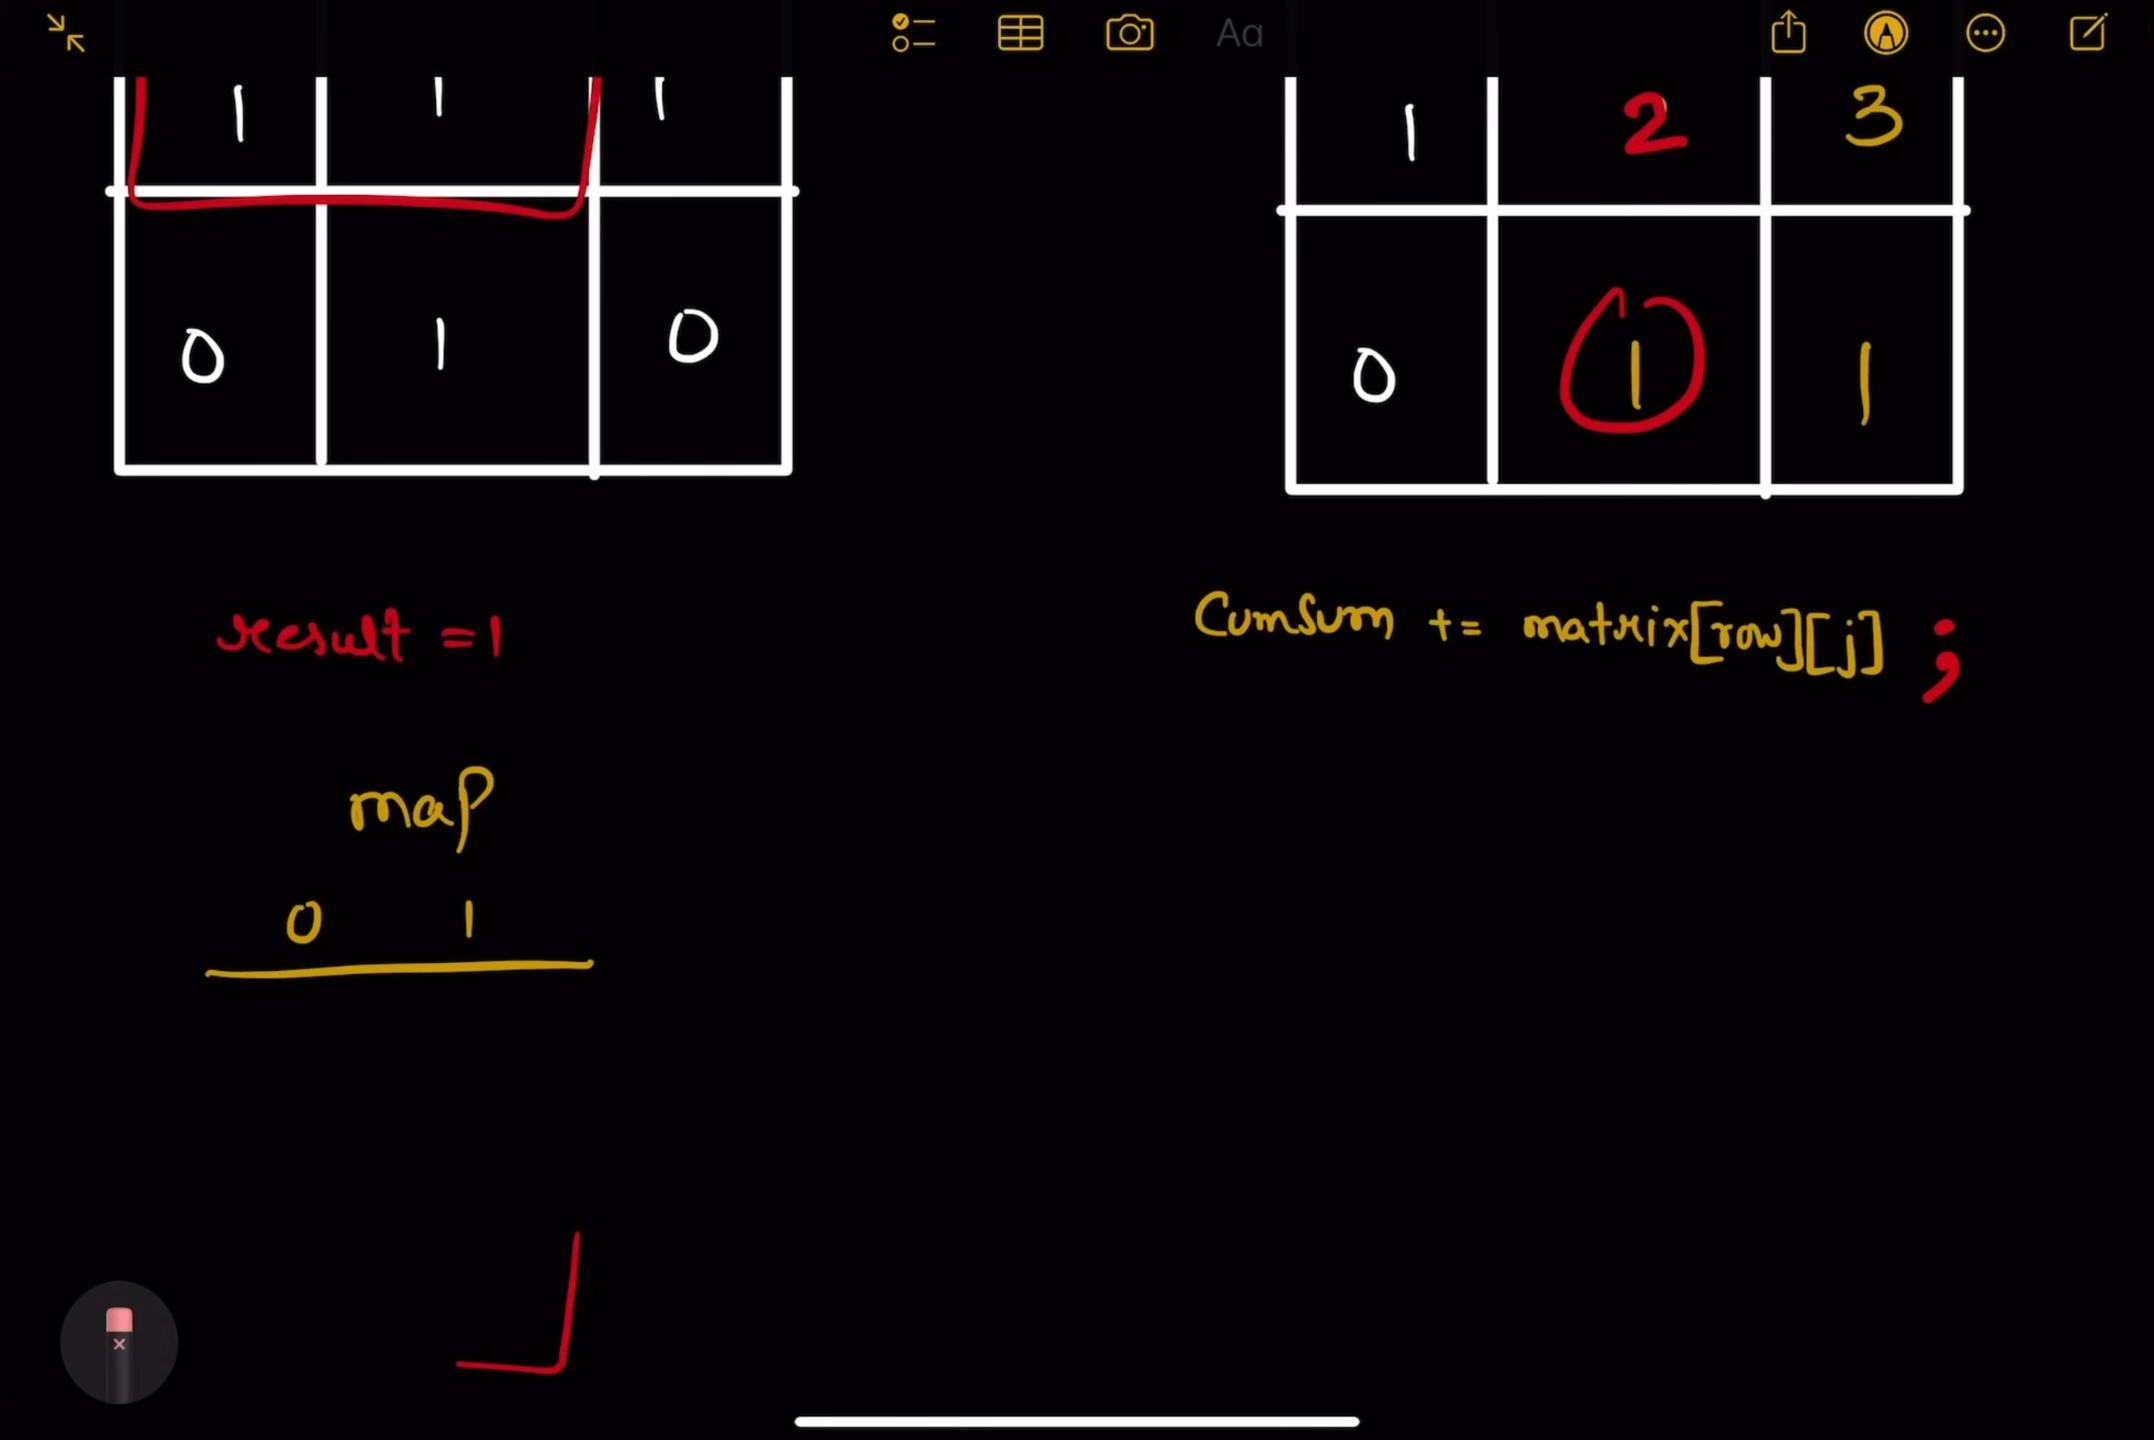 Aa
1 1 1
0 1 0
1 2 3
0 1 1
result = 1
CumSum += matrix[row][j] ;
map
0 1